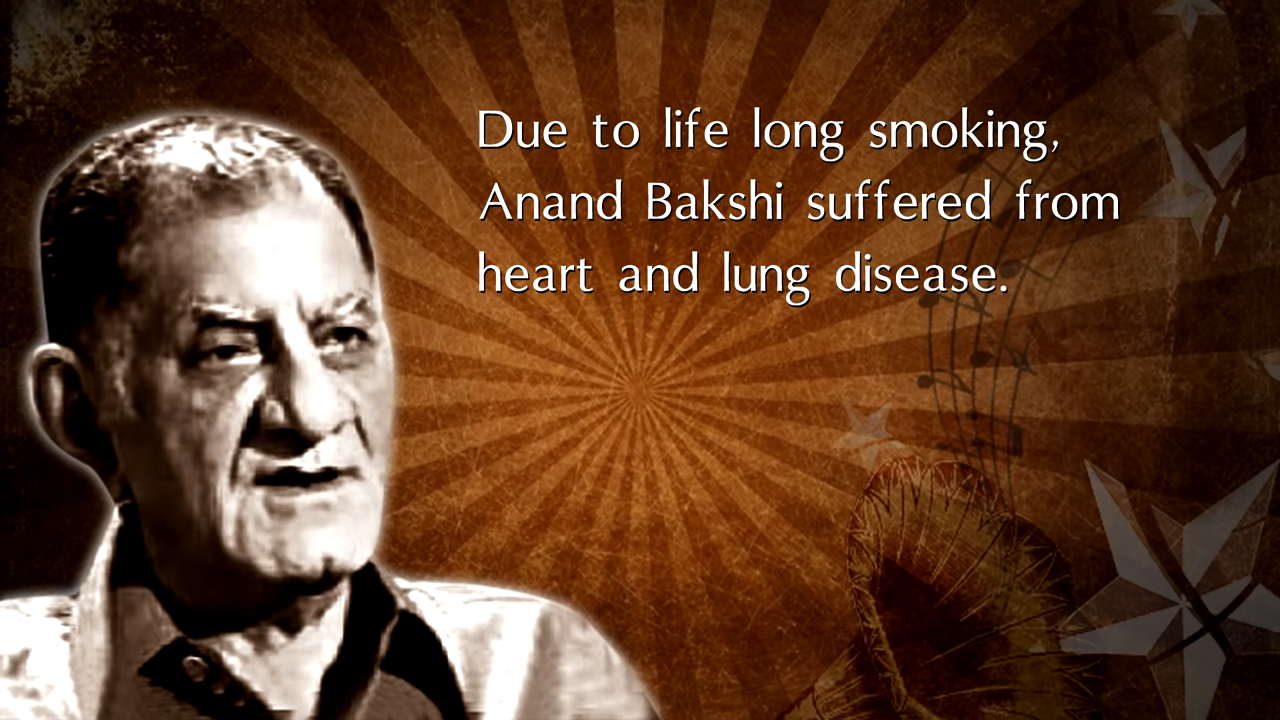 Due to life long smoking,
Anand Bakshi suffered from
heart and lung disease.